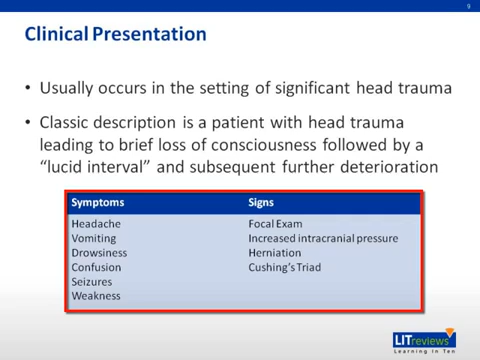 9
Clinical Presentation
• Usually occurs in the setting of significant head trauma
• Classic description is a patient with head trauma
leading to brief loss of consciousness followed by a
“lucid interval” and subsequent further deterioration
Symptoms Signs
Headache Focal Exam
Vomiting Increased intracranial pressure
Drowsiness Herniation
Confusion Cushing's Triad
Seizures
Weakness
LITreviews
Learning in Ten